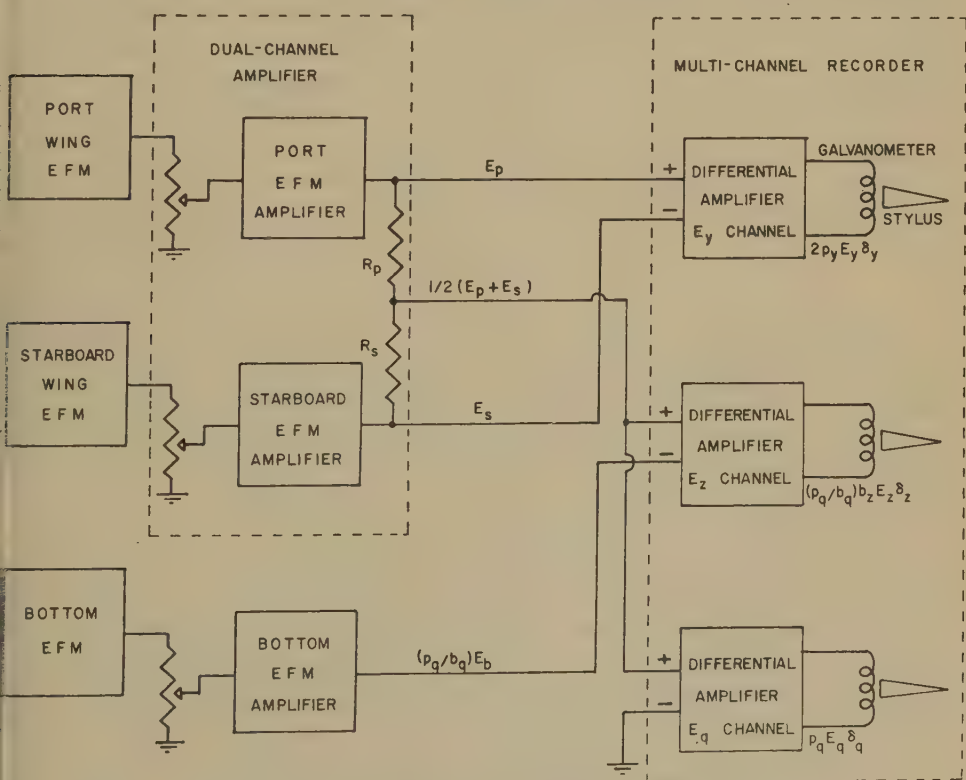 DUAL-CHANNEL
AMPLIFIER
MULTI-CHANNEL RECORDER
PORT
WING
EFM
PORT
EFM
AMPLIFIER
Ep
+
-
DIFFERENTIAL
AMPLIFIER
Ey CHANNEL
GALVANOMETER
STYLUS
2pyEyδy
Rp
1/2 (Ep+Es)
Rs
STARBOARD
WING
EFM
STARBOARD
EFM
AMPLIFIER
Es
+
-
DIFFERENTIAL
AMPLIFIER
Ez CHANNEL
(pq/bq)bzEzδz
BOTTOM
EFM
BOTTOM
EFM
AMPLIFIER
(pq/bq)Eb
+
-
DIFFERENTIAL
AMPLIFIER
Eq CHANNEL
pqEqδq